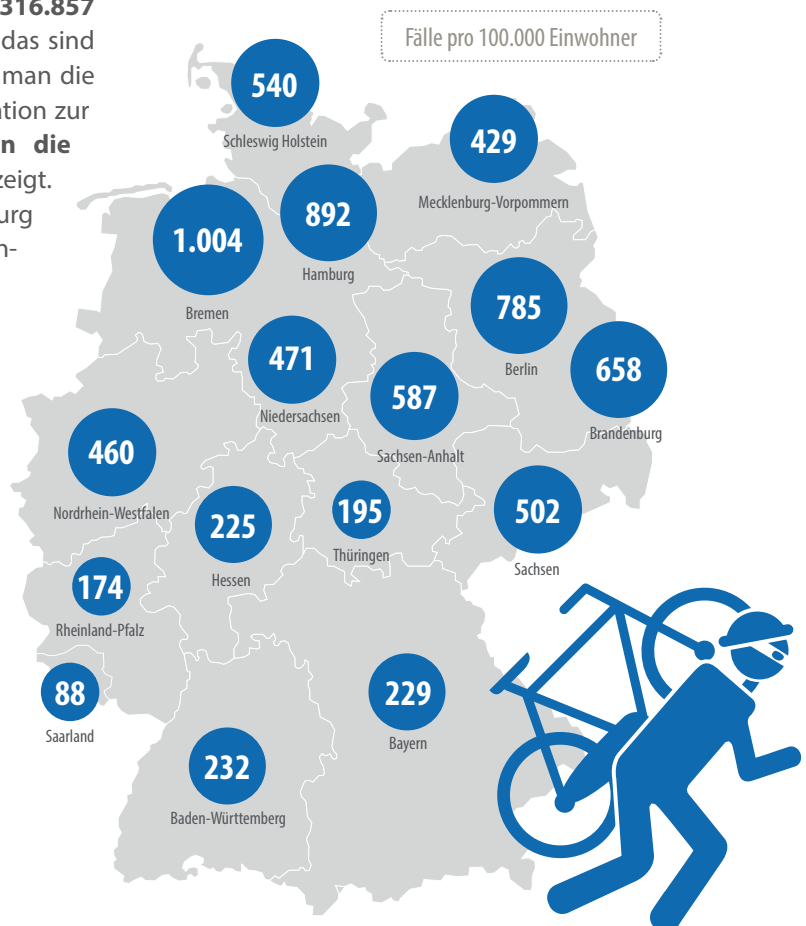 316.857
das sind
man die
tion zur
n die
zeigt.
urg
n-
Fälle pro 100.000 Einwohner
540
Schleswig Holstein
429
Mecklenburg-Vorpommern
892
Hamburg
1.004
Bremen
785
Berlin
471
Niedersachsen
658
Brandenburg
587
Sachsen-Anhalt
460
Nordrhein-Westfalen
195
Thüringen
502
Sachsen
225
Hessen
174
Rheinland-Pfalz
88
Saarland
229
Bayern
232
Baden-Württemberg